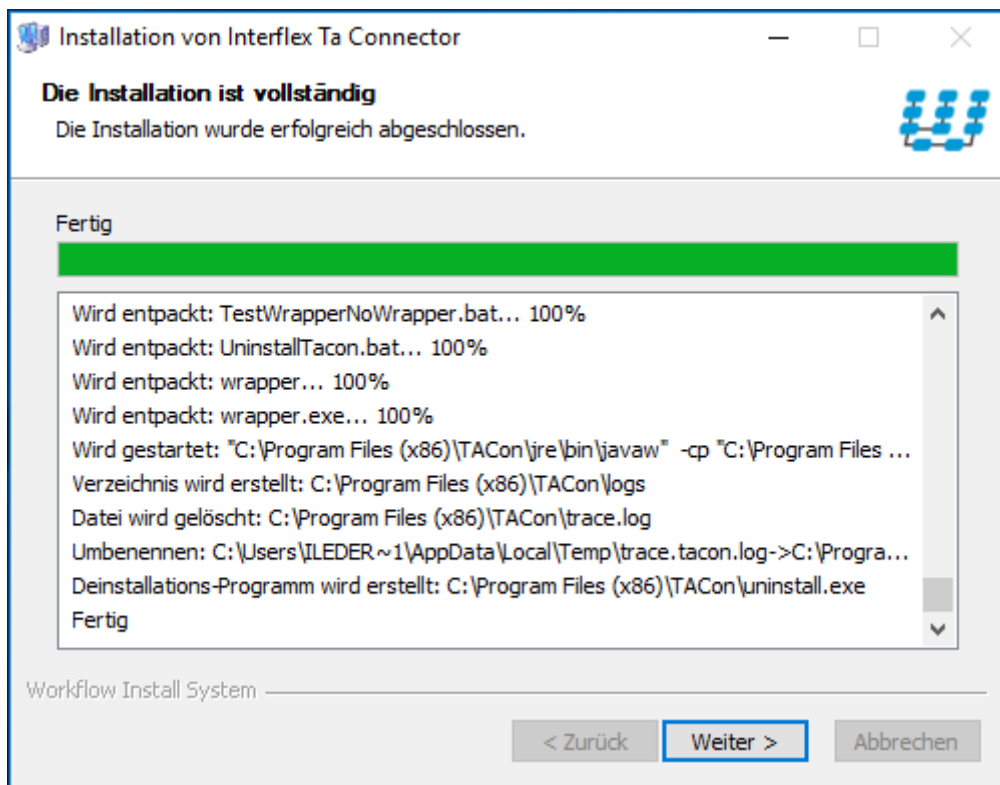 Installation von Interflex Ta Connector
Die Installation ist vollständig
Die Installation wurde erfolgreich abgeschlossen.
Fertig
Wird entpackt: TestWrapperNoWrapper.bat... 100%
Wird entpackt: UninstallTacon.bat... 100%
Wird entpackt: wrapper... 100%
Wird entpackt: wrapper.exe... 100%
Wird gestartet: "C:\Program Files (x86)\TACon\jre\bin\javaw"  -cp "C:\Program Files ...
Verzeichnis wird erstellt: C:\Program Files (x86)\TACon\logs
Datei wird gelöscht: C:\Program Files (x86)\TACon\trace.log
Umbenennen: C:\Users\ILEDER~1\AppData\Local\Temp\trace.tacon.log->C:\Progra...
Deinstallations-Programm wird erstellt: C:\Program Files (x86)\TACon\uninstall.exe
Fertig
Workflow Install System
< Zurück
Weiter >
Abbrechen